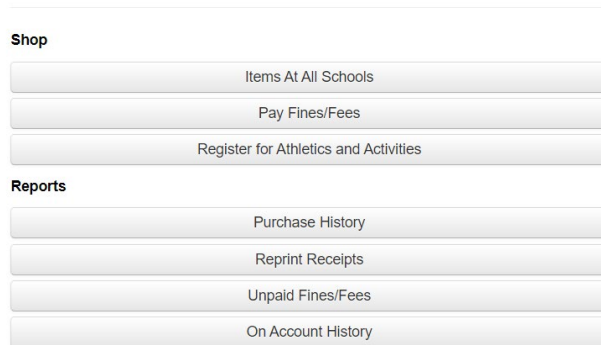 Shop
Items At All Schools
Pay Fines/Fees
Register for Athletics and Activities
Reports
Purchase History
Reprint Receipts
Unpaid Fines/Fees
On Account History